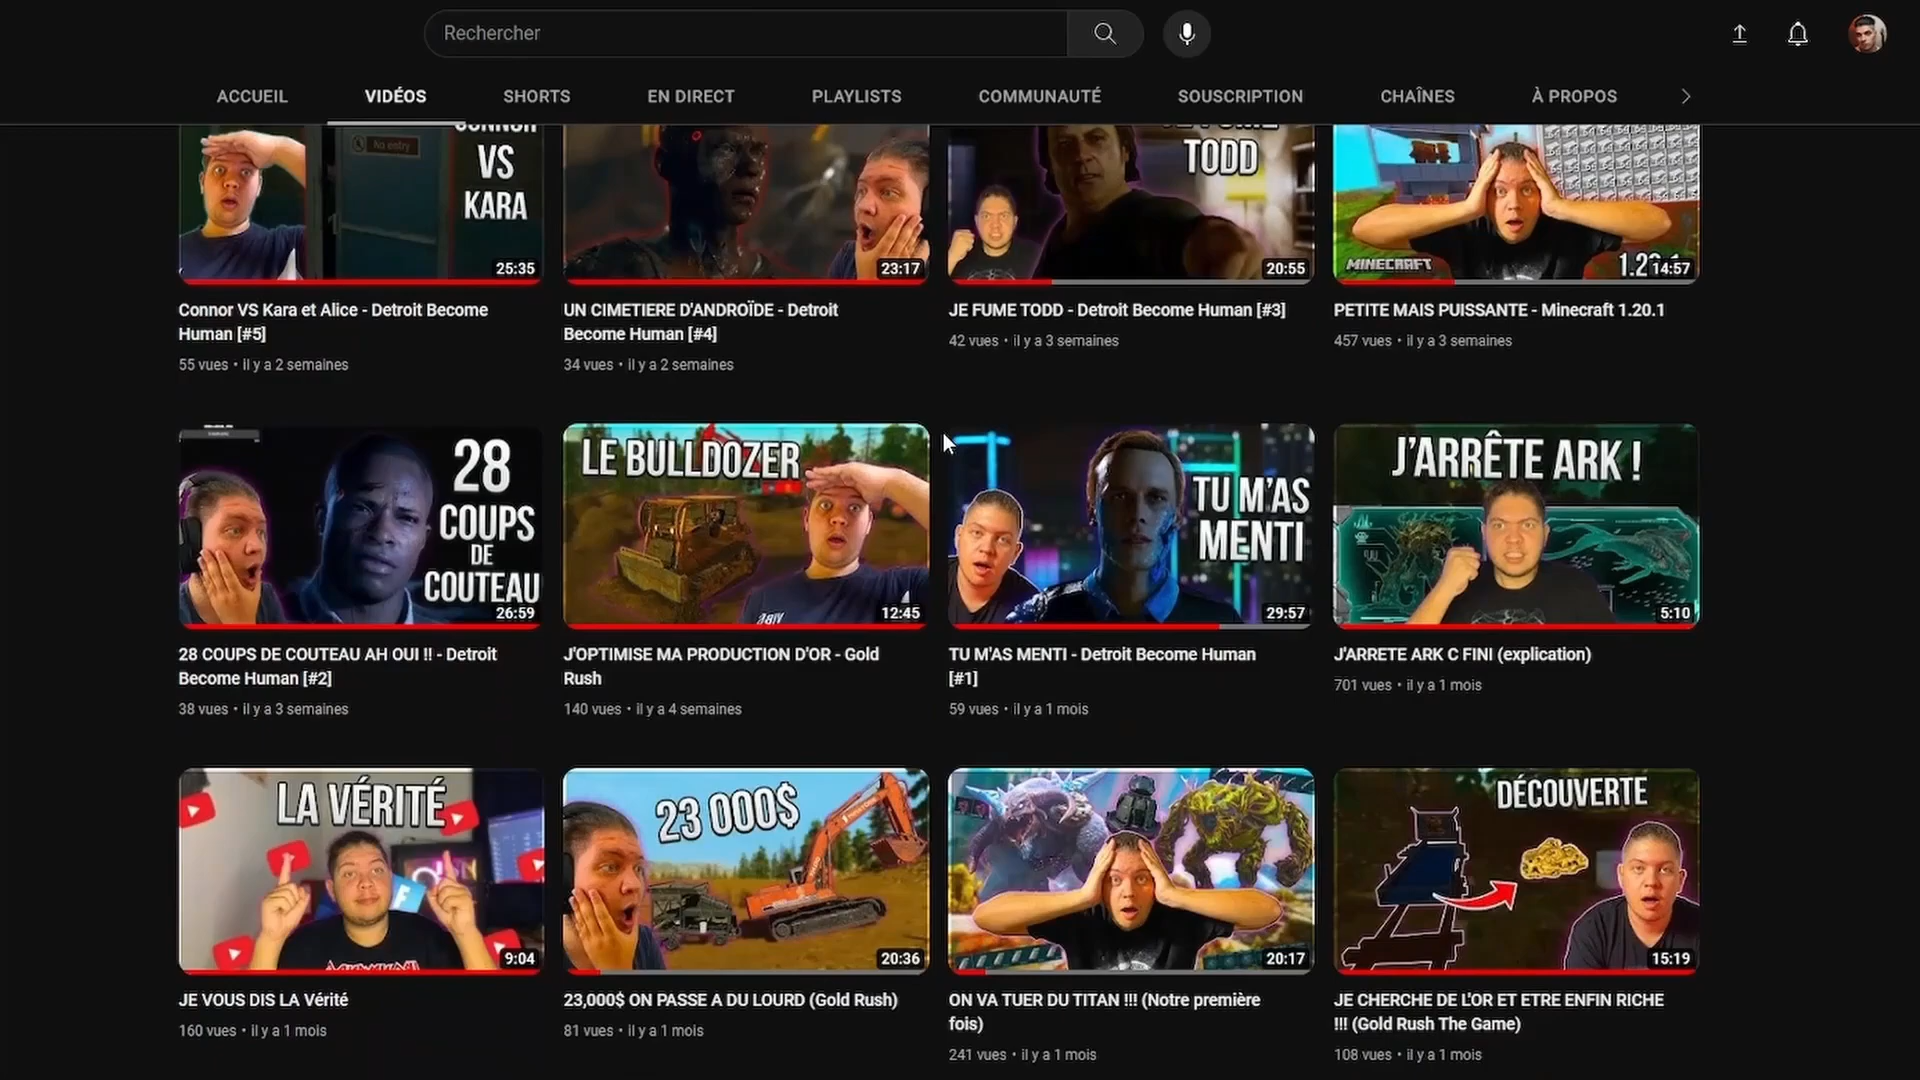 Rechercher
ACCUEIL VIDÉOS SHORTS EN DIRECT PLAYLISTS COMMUNAUTÉ SOUSCRIPTION CHAÎNES À PROPOS
No entry
CONNOR
VS
KARA
25:35
23:17
TODD
20:55
MINECRAFT
14:57
Connor VS Kara et Alice - Detroit Become
Human [#5]
55 vues • il y a 2 semaines
UN CIMETIERE D'ANDROÏDE - Detroit
Become Human [#4]
34 vues • il y a 2 semaines
JE FUME TODD - Detroit Become Human [#3]
42 vues • il y a 3 semaines
PETITE MAIS PUISSANTE - Minecraft 1.20.1
457 vues • il y a 3 semaines
28
COUPS
DE
COUTEAU
26:59
LE BULLDOZER
12:45
TU M'AS
MENTI
29:57
J'ARRÊTE ARK !
5:10
28 COUPS DE COUTEAU AH OUI !! - Detroit
Become Human [#2]
38 vues • il y a 3 semaines
J'OPTIMISE MA PRODUCTION D'OR - Gold
Rush
140 vues • il y a 4 semaines
TU M'AS MENTI - Detroit Become Human
[#1]
59 vues • il y a 1 mois
J'ARRETE ARK C FINI (explication)
701 vues • il y a 1 mois
LA VÉRITÉ
9:04
23 000$
20:36
20:17
DÉCOUVERTE
15:19
JE VOUS DIS LA Vérité
160 vues • il y a 1 mois
23,000$ ON PASSE A DU LOURD (Gold Rush)
81 vues • il y a 1 mois
ON VA TUER DU TITAN !!! (Notre première
fois)
241 vues • il y a 1 mois
JE CHERCHE DE L'OR ET ETRE ENFIN RICHE
!!! (Gold Rush The Game)
108 vues • il y a 1 mois